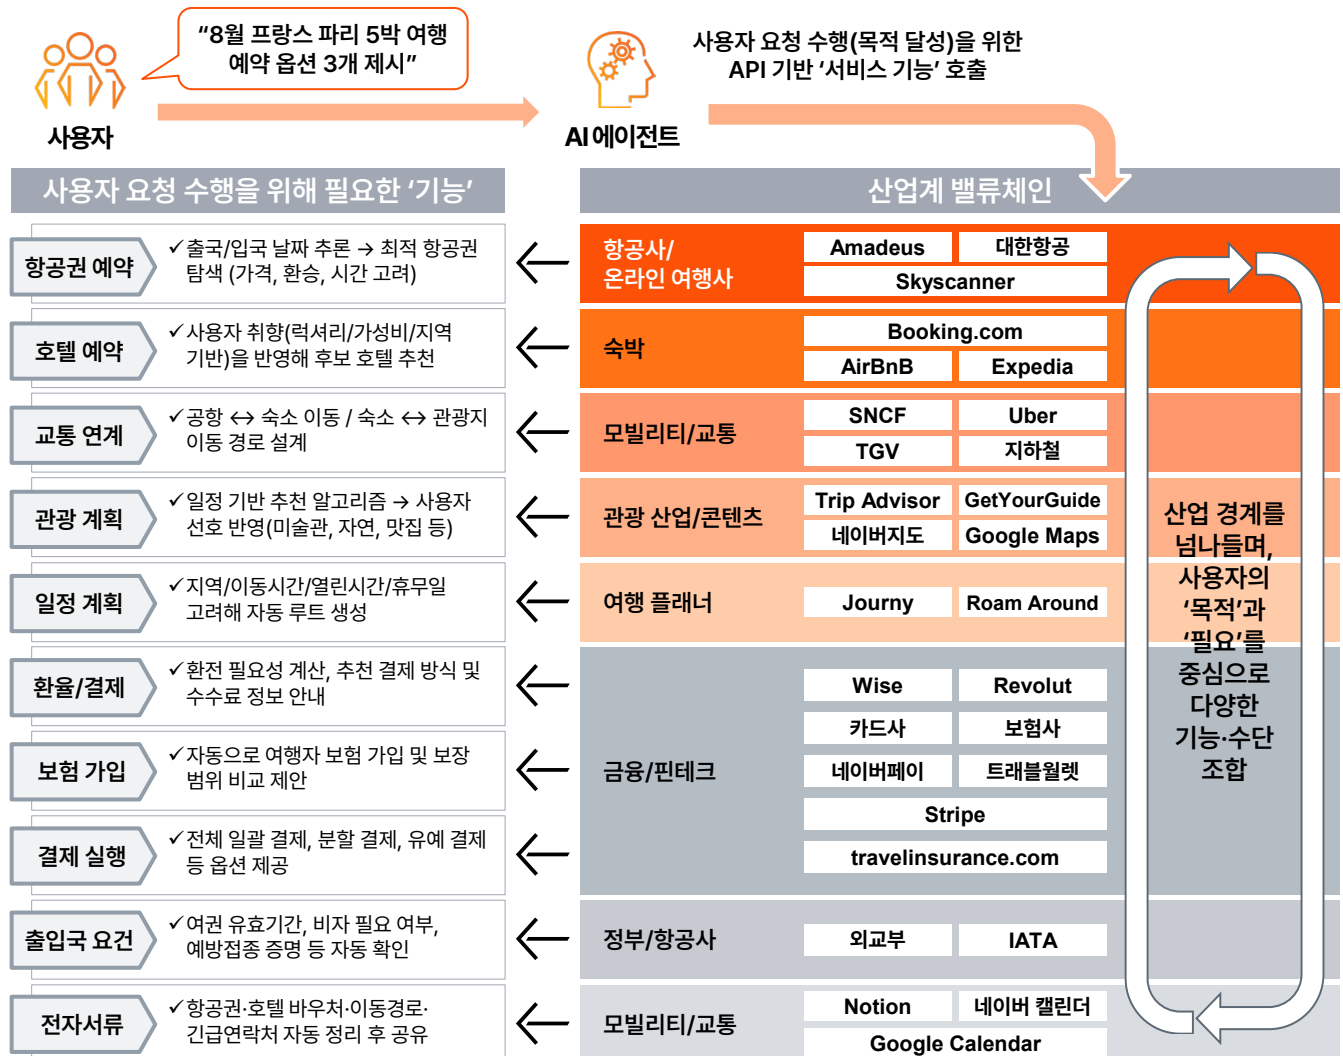 “8월 프랑스 파리 5박 여행
예약 옵션 3개 제시”
사용자
AI 에이전트
사용자 요청 수행(목적 달성)을 위한
API 기반 ‘서비스 기능’ 호출
사용자 요청 수행을 위해 필요한 ‘기능’
산업계 밸류체인
항공권 예약
✓출국/입국 날짜 추론 → 최적 항공권
탐색 (가격, 환승, 시간 고려)
항공사/
온라인 여행사
Amadeus
대한항공
Skyscanner
호텔 예약
✓사용자 취향(럭셔리/가성비/지역
기반)을 반영해 후보 호텔 추천
숙박
Booking.com
AirBnB
Expedia
교통 연계
✓공항 ↔ 숙소 이동 / 숙소 ↔ 관광지
이동 경로 설계
모빌리티/교통
SNCF
Uber
TGV
지하철
관광 계획
✓일정 기반 추천 알고리즘 → 사용자
선호 반영(미술관, 자연, 맛집 등)
관광 산업/콘텐츠
Trip Advisor
GetYourGuide
네이버지도
Google Maps
일정 계획
✓지역/이동시간/열린시간/휴무일
고려해 자동 루트 생성
여행 플래너
Journy
Roam Around
환율/결제
✓환전 필요성 계산, 추천 결제 방식 및
수수료 정보 안내
보험 가입
✓자동으로 여행자 보험 가입 및 보장
범위 비교 제안
결제 실행
✓전체 일괄 결제, 분할 결제, 유예 결제
등 옵션 제공
금융/핀테크
Wise
Revolut
카드사
보험사
네이버페이
트래블월렛
Stripe
travelinsurance.com
출입국 요건
✓여권 유효기간, 비자 필요 여부,
예방접종 증명 등 자동 확인
정부/항공사
외교부
IATA
전자서류
✓항공권·호텔 바우처·이동경로·
긴급연락처 자동 정리 후 공유
모빌리티/교통
Notion
네이버 캘린더
Google Calendar
산업 경계를
넘나들며,
사용자의
‘목적’과
‘필요’를
중심으로
다양한
기능·수단
조합